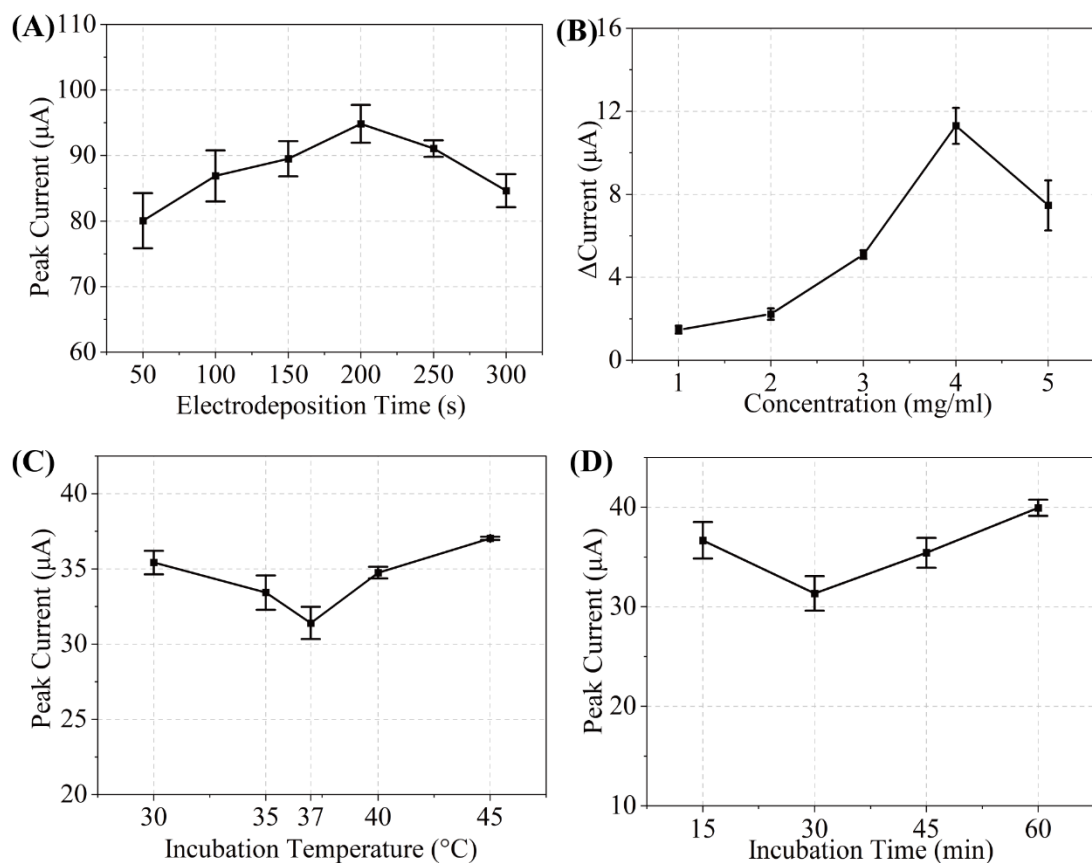 (A)
Peak Current (μA)
110
100
90
80
70
60
50 100 150 200 250 300
Electrodeposition Time (s)
(B)
ΔCurrent (μA)
16
12
8
4
0
1 2 3 4 5
Concentration (mg/ml)
(C)
Peak Current (μA)
40
35
30
25
20
30 35 37 40 45
Incubation Temperature (°C)
(D)
Peak Current (μA)
40
30
20
10
15 30 45 60
Incubation Time (min)